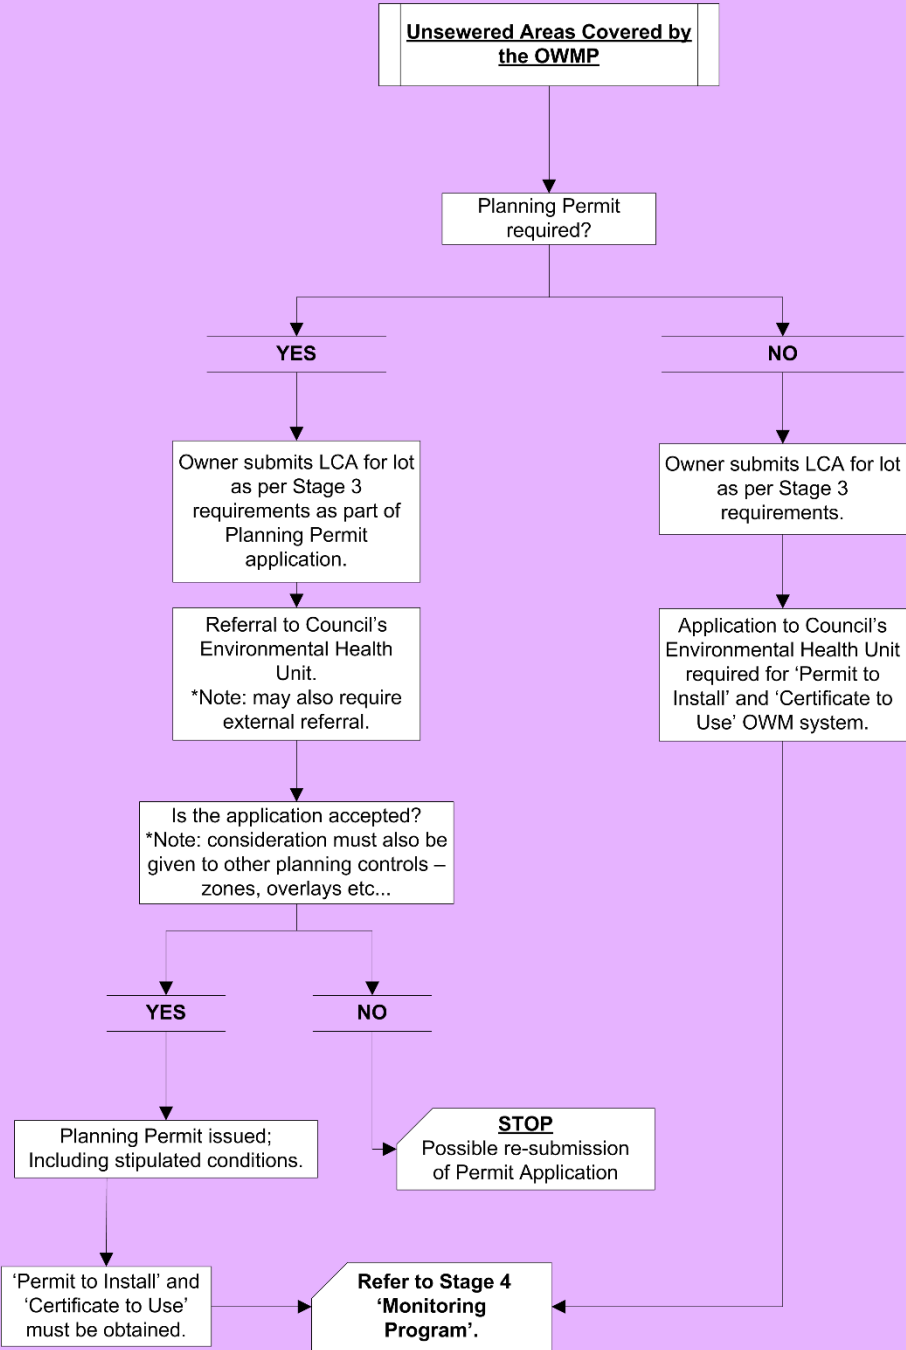 Unsewered Areas Covered by
the OWMP
Planning Permit
required?
YES
NO
Owner submits LCA for lot
as per Stage 3
requirements as part of
Planning Permit
application.
Owner submits LCA for lot
as per Stage 3
requirements.
Referral to Council’s
Environmental Health
Unit.
*Note: may also require
external referral.
Application to Council’s
Environmental Health Unit
required for ‘Permit to
Install’ and ‘Certificate to
Use’ OWM system.
Is the application accepted?
*Note: consideration must also be
given to other planning controls –
zones, overlays etc...
YES
NO
Planning Permit issued;
Including stipulated conditions.
STOP
Possible re-submission
of Permit Application
‘Permit to Install’ and
‘Certificate to Use’
must be obtained.
Refer to Stage 4
‘Monitoring
Program’.